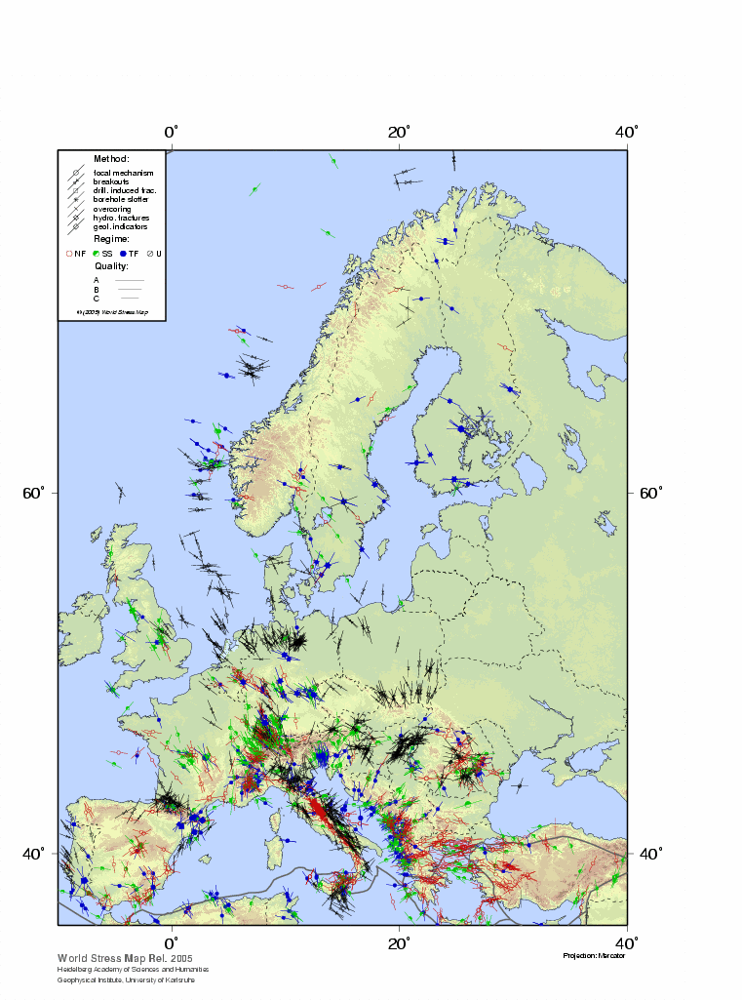 0° 20° 40°
Method:
focal mechanism
breakouts
drill. induced frac.
borehole slotter
overcoring
hydro. fractures
geol. indicators
Regime:
NF SS TF U
Quality:
A
B
C
© (2005) World Stress Map
60° 60°
40° 40°
0° 20° 40°
World Stress Map Rel. 2005
Projection: Mercator
Heidelberg Academy of Sciences and Humanities
Geophysical Institute, University of Karlsruhe